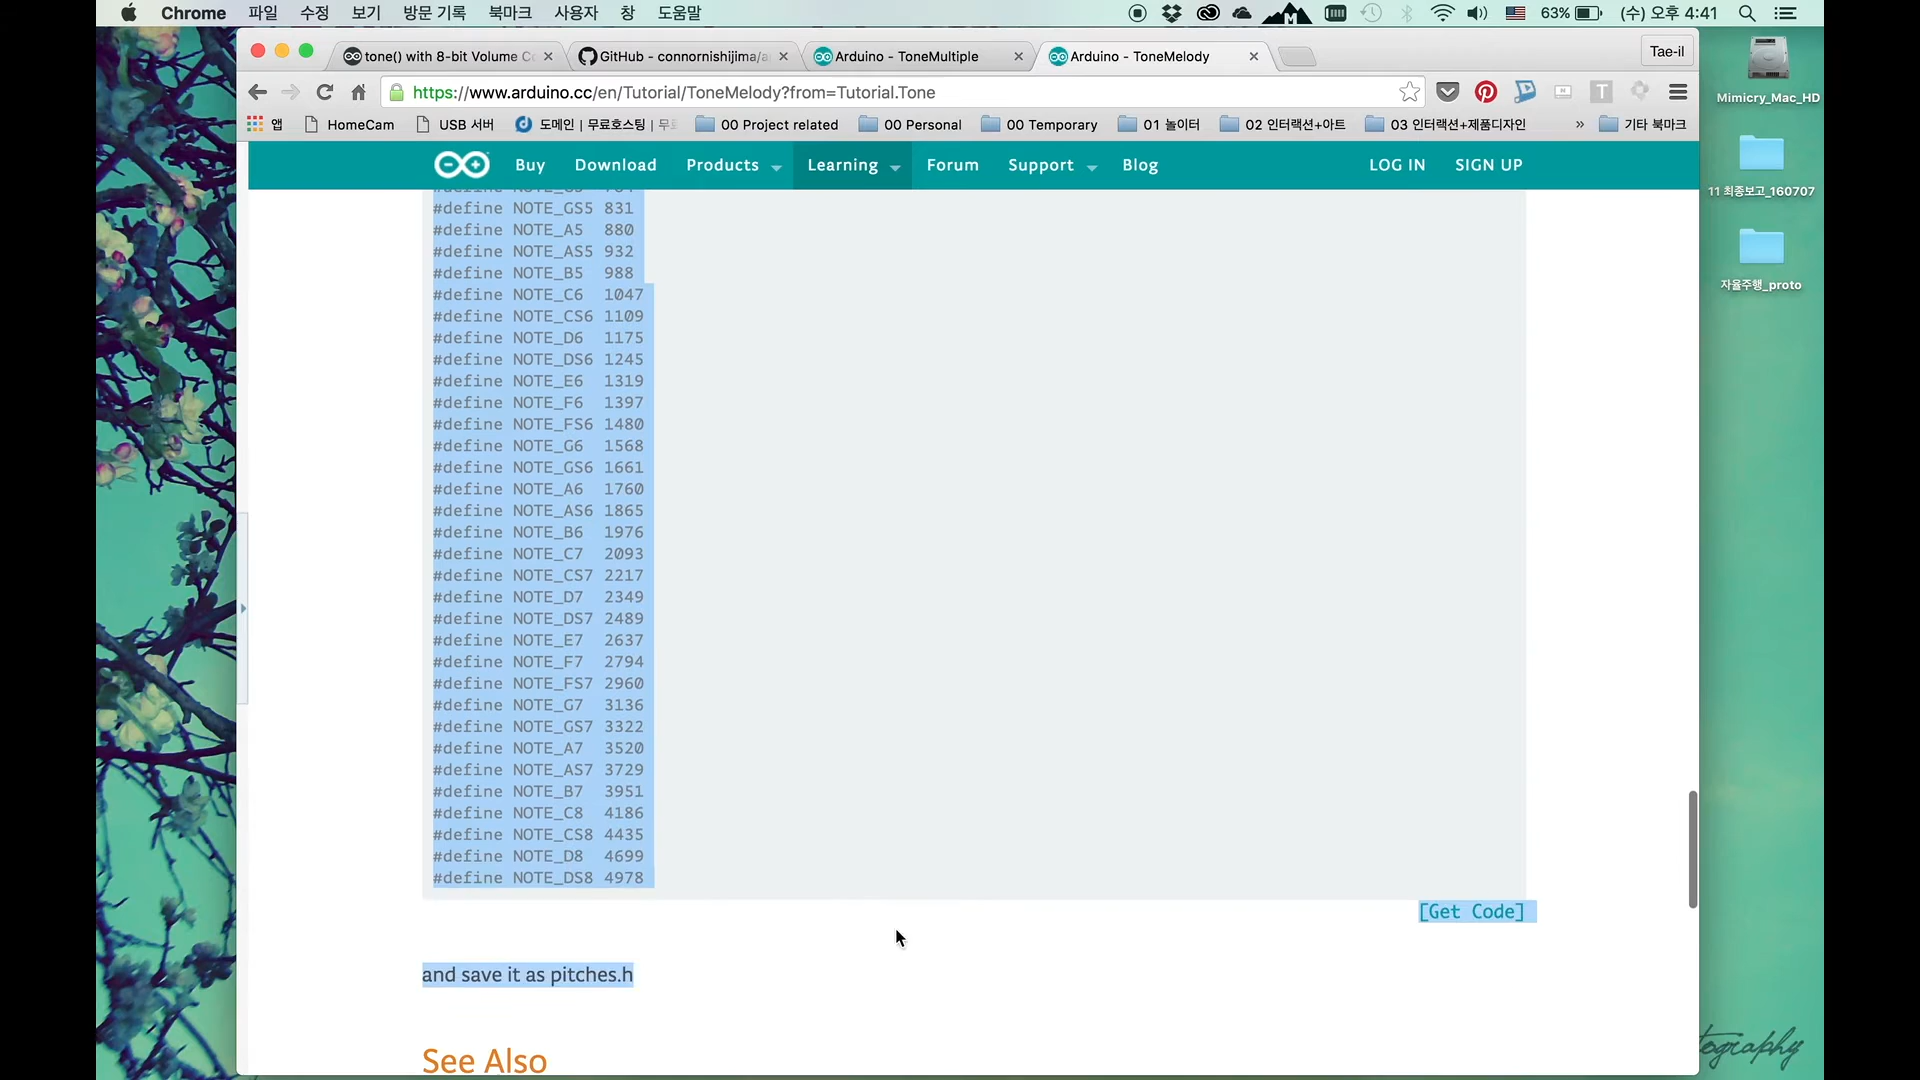 Chrome 파일 수정 보기 방문 기록 북마크 사용자 창 도움말 63% (수) 오후 4:41
tone() with 8-bit Volume Co GitHub - connornishijima/a Arduino - ToneMultiple Arduino - ToneMelody Tae-il
https://www.arduino.cc/en/Tutorial/ToneMelody?from=Tutorial.Tone
앱 HomeCam USB 서버 도메인 | 무료호스팅 | 무료 00 Project related 00 Personal 00 Temporary 01 놀이터 02 인터랙션+아트 03 인터랙션+제품디자인 » 기타 북마크
Buy Download Products Learning Forum Support Blog LOG IN SIGN UP
#define NOTE_GS5 831
#define NOTE_A5 880
#define NOTE_AS5 932
#define NOTE_B5 988
#define NOTE_C6 1047
#define NOTE_CS6 1109
#define NOTE_D6 1175
#define NOTE_DS6 1245
#define NOTE_E6 1319
#define NOTE_F6 1397
#define NOTE_FS6 1480
#define NOTE_G6 1568
#define NOTE_GS6 1661
#define NOTE_A6 1760
#define NOTE_AS6 1865
#define NOTE_B6 1976
#define NOTE_C7 2093
#define NOTE_CS7 2217
#define NOTE_D7 2349
#define NOTE_DS7 2489
#define NOTE_E7 2637
#define NOTE_F7 2794
#define NOTE_FS7 2960
#define NOTE_G7 3136
#define NOTE_GS7 3322
#define NOTE_A7 3520
#define NOTE_AS7 3729
#define NOTE_B7 3951
#define NOTE_C8 4186
#define NOTE_CS8 4435
#define NOTE_D8 4699
#define NOTE_DS8 4978
[Get Code]
and save it as pitches.h
See Also
Mimicry_Mac_HD
11 최종보고_160707
자율주행_proto
tography